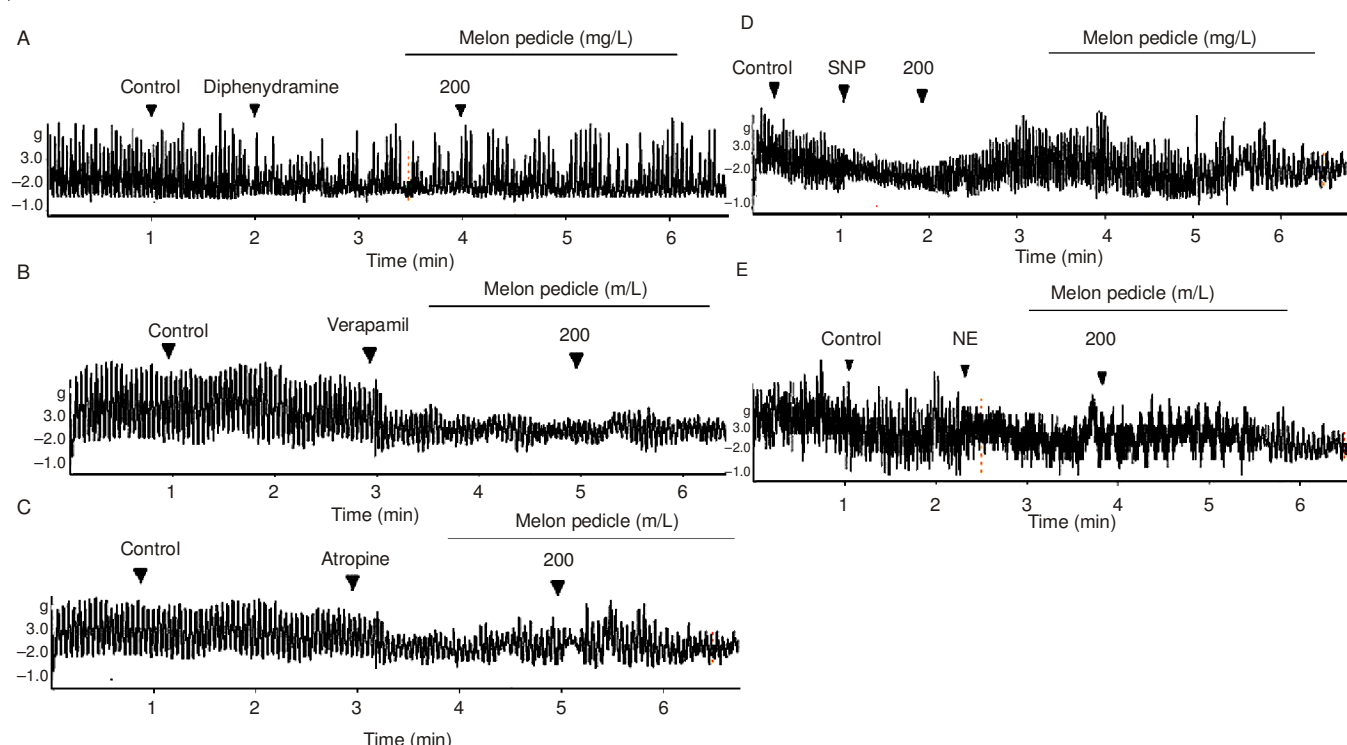 A
Melon pedicle (mg/L)
Control Diphenydramine 200
g
3.0
–2.0
–1.0
1 2 3 4 5 6
Time (min)
B
Melon pedicle (m/L)
Control Verapamil 200
g
3.0
–2.0
–1.0
1 2 3 4 5 6
Time (min)
C
Melon pedicle (m/L)
Control Atropine 200
g
3.0
–2.0
–1.0
1 2 3 4 5 6
Time (min)
D
Melon pedicle (mg/L)
Control SNP 200
g
3.0
–2.0
–1.0
1 2 3 4 5 6
Time (min)
E
Melon pedicle (m/L)
Control NE 200
g
3.0
–2.0
–1.0
1 2 3 4 5 6
Time (min)